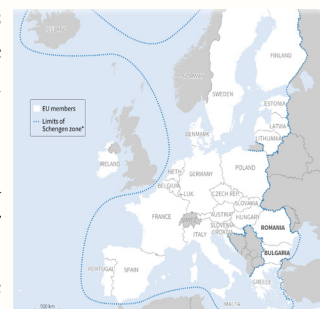 ICELAND
FINLAND
NORWAY
SWEDEN
ESTONIA
LATVIA
LITHUANIA
EU members
Limits of
Schengen zone*
DENMARK
IRELAND
NETH.
BELGIUM
GERMANY
POLAND
LUX.
CZECH REP.
SLOVAKIA
FRANCE
AUSTRIA
HUNGARY
SWITZ.
SLOVENIA
CROATIA
ROMANIA
ITALY
BULGARIA
PORTUGAL
SPAIN
GREECE
MALTA
500 km